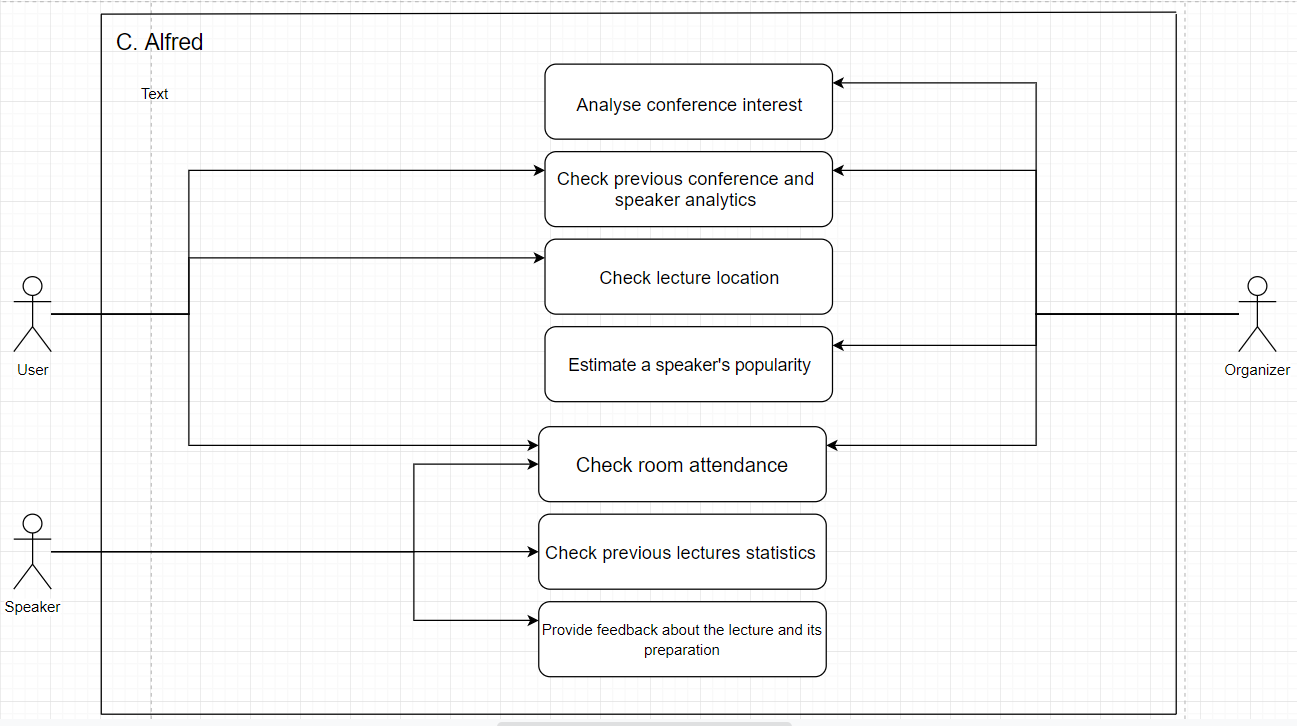 C. Alfred
Text
Analyse conference interest
Check previous conference and
speaker analytics
Check lecture location
Estimate a speaker's popularity
User
Organizer
Check room attendance
Check previous lectures statistics
Speaker
Provide feedback about the lecture and its
preparation